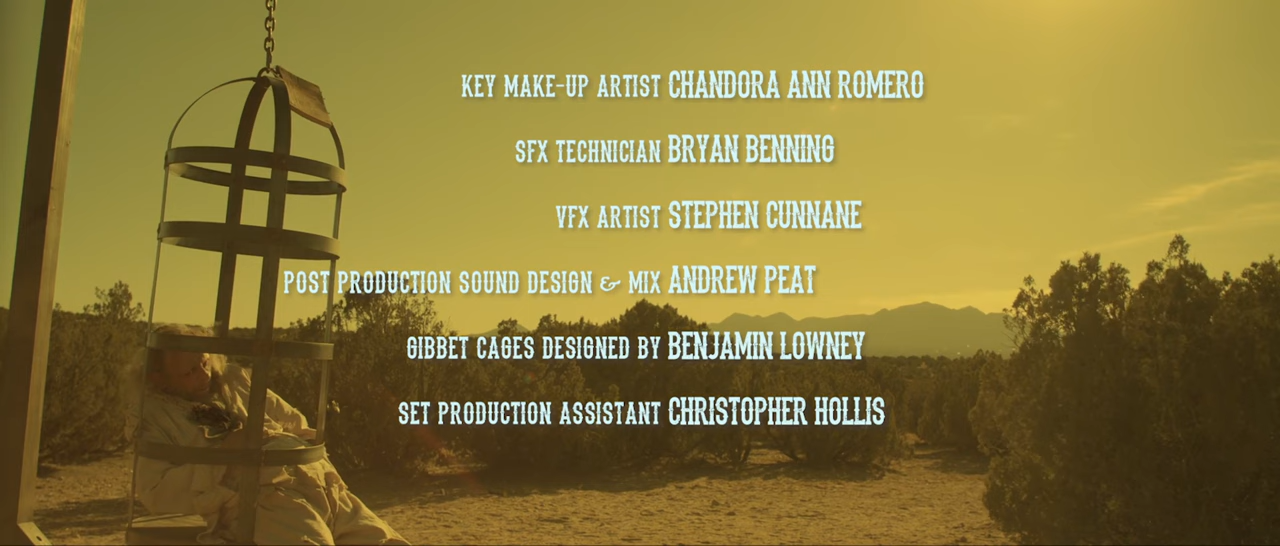 KEY MAKE-UP ARTIST CHANDORA ANN ROMERO
SFX TECHNICIAN BRYAN BENNING
VFX ARTIST STEPHEN CUNNANE
POST PRODUCTION SOUND DESIGN & MIX ANDREW PEAT
GIBBET CAGES DESIGNED BY BENJAMIN LOWNEY
SET PRODUCTION ASSISTANT CHRISTOPHER HOLLIS